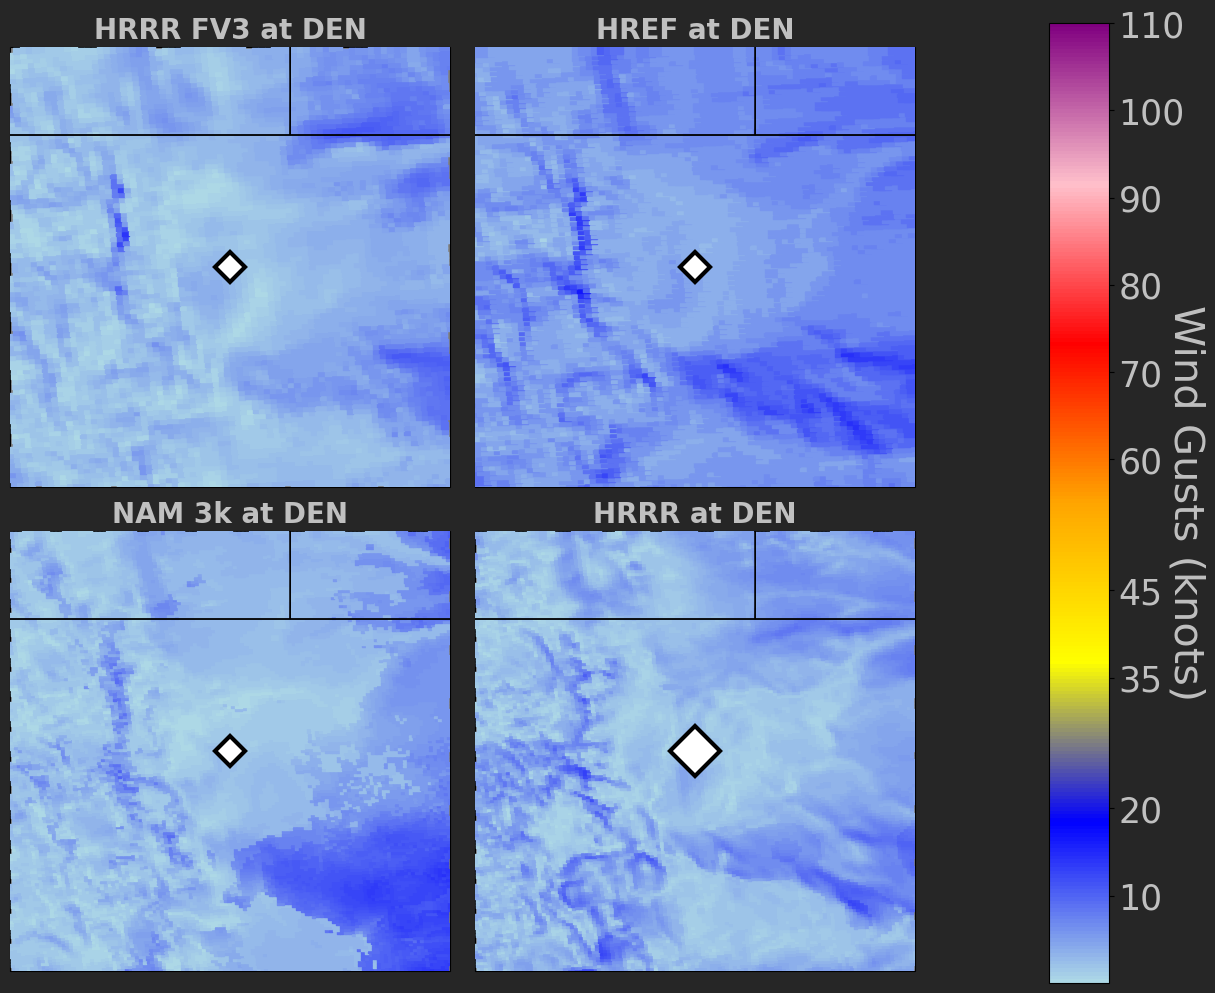 HRRR FV3 at DEN
HREF at DEN
NAM 3k at DEN
HRRR at DEN
110
100
90
80
70
60
45
35
20
10
Wind Gusts (knots)